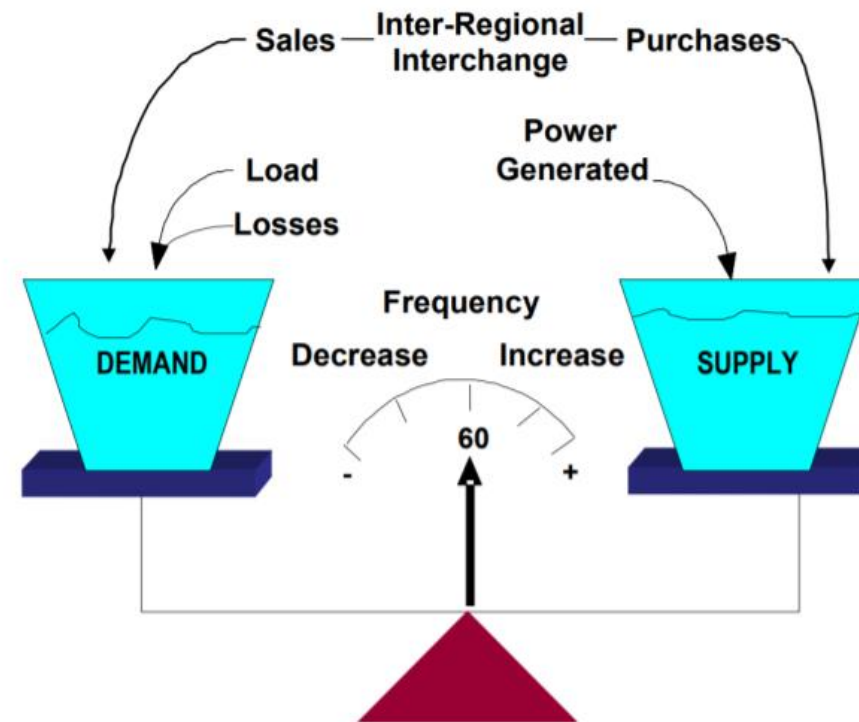 Sales
Inter-Regional
Interchange
Purchases
Load
Losses
Power
Generated
Frequency
Decrease
Increase
DEMAND
SUPPLY
60
-
+